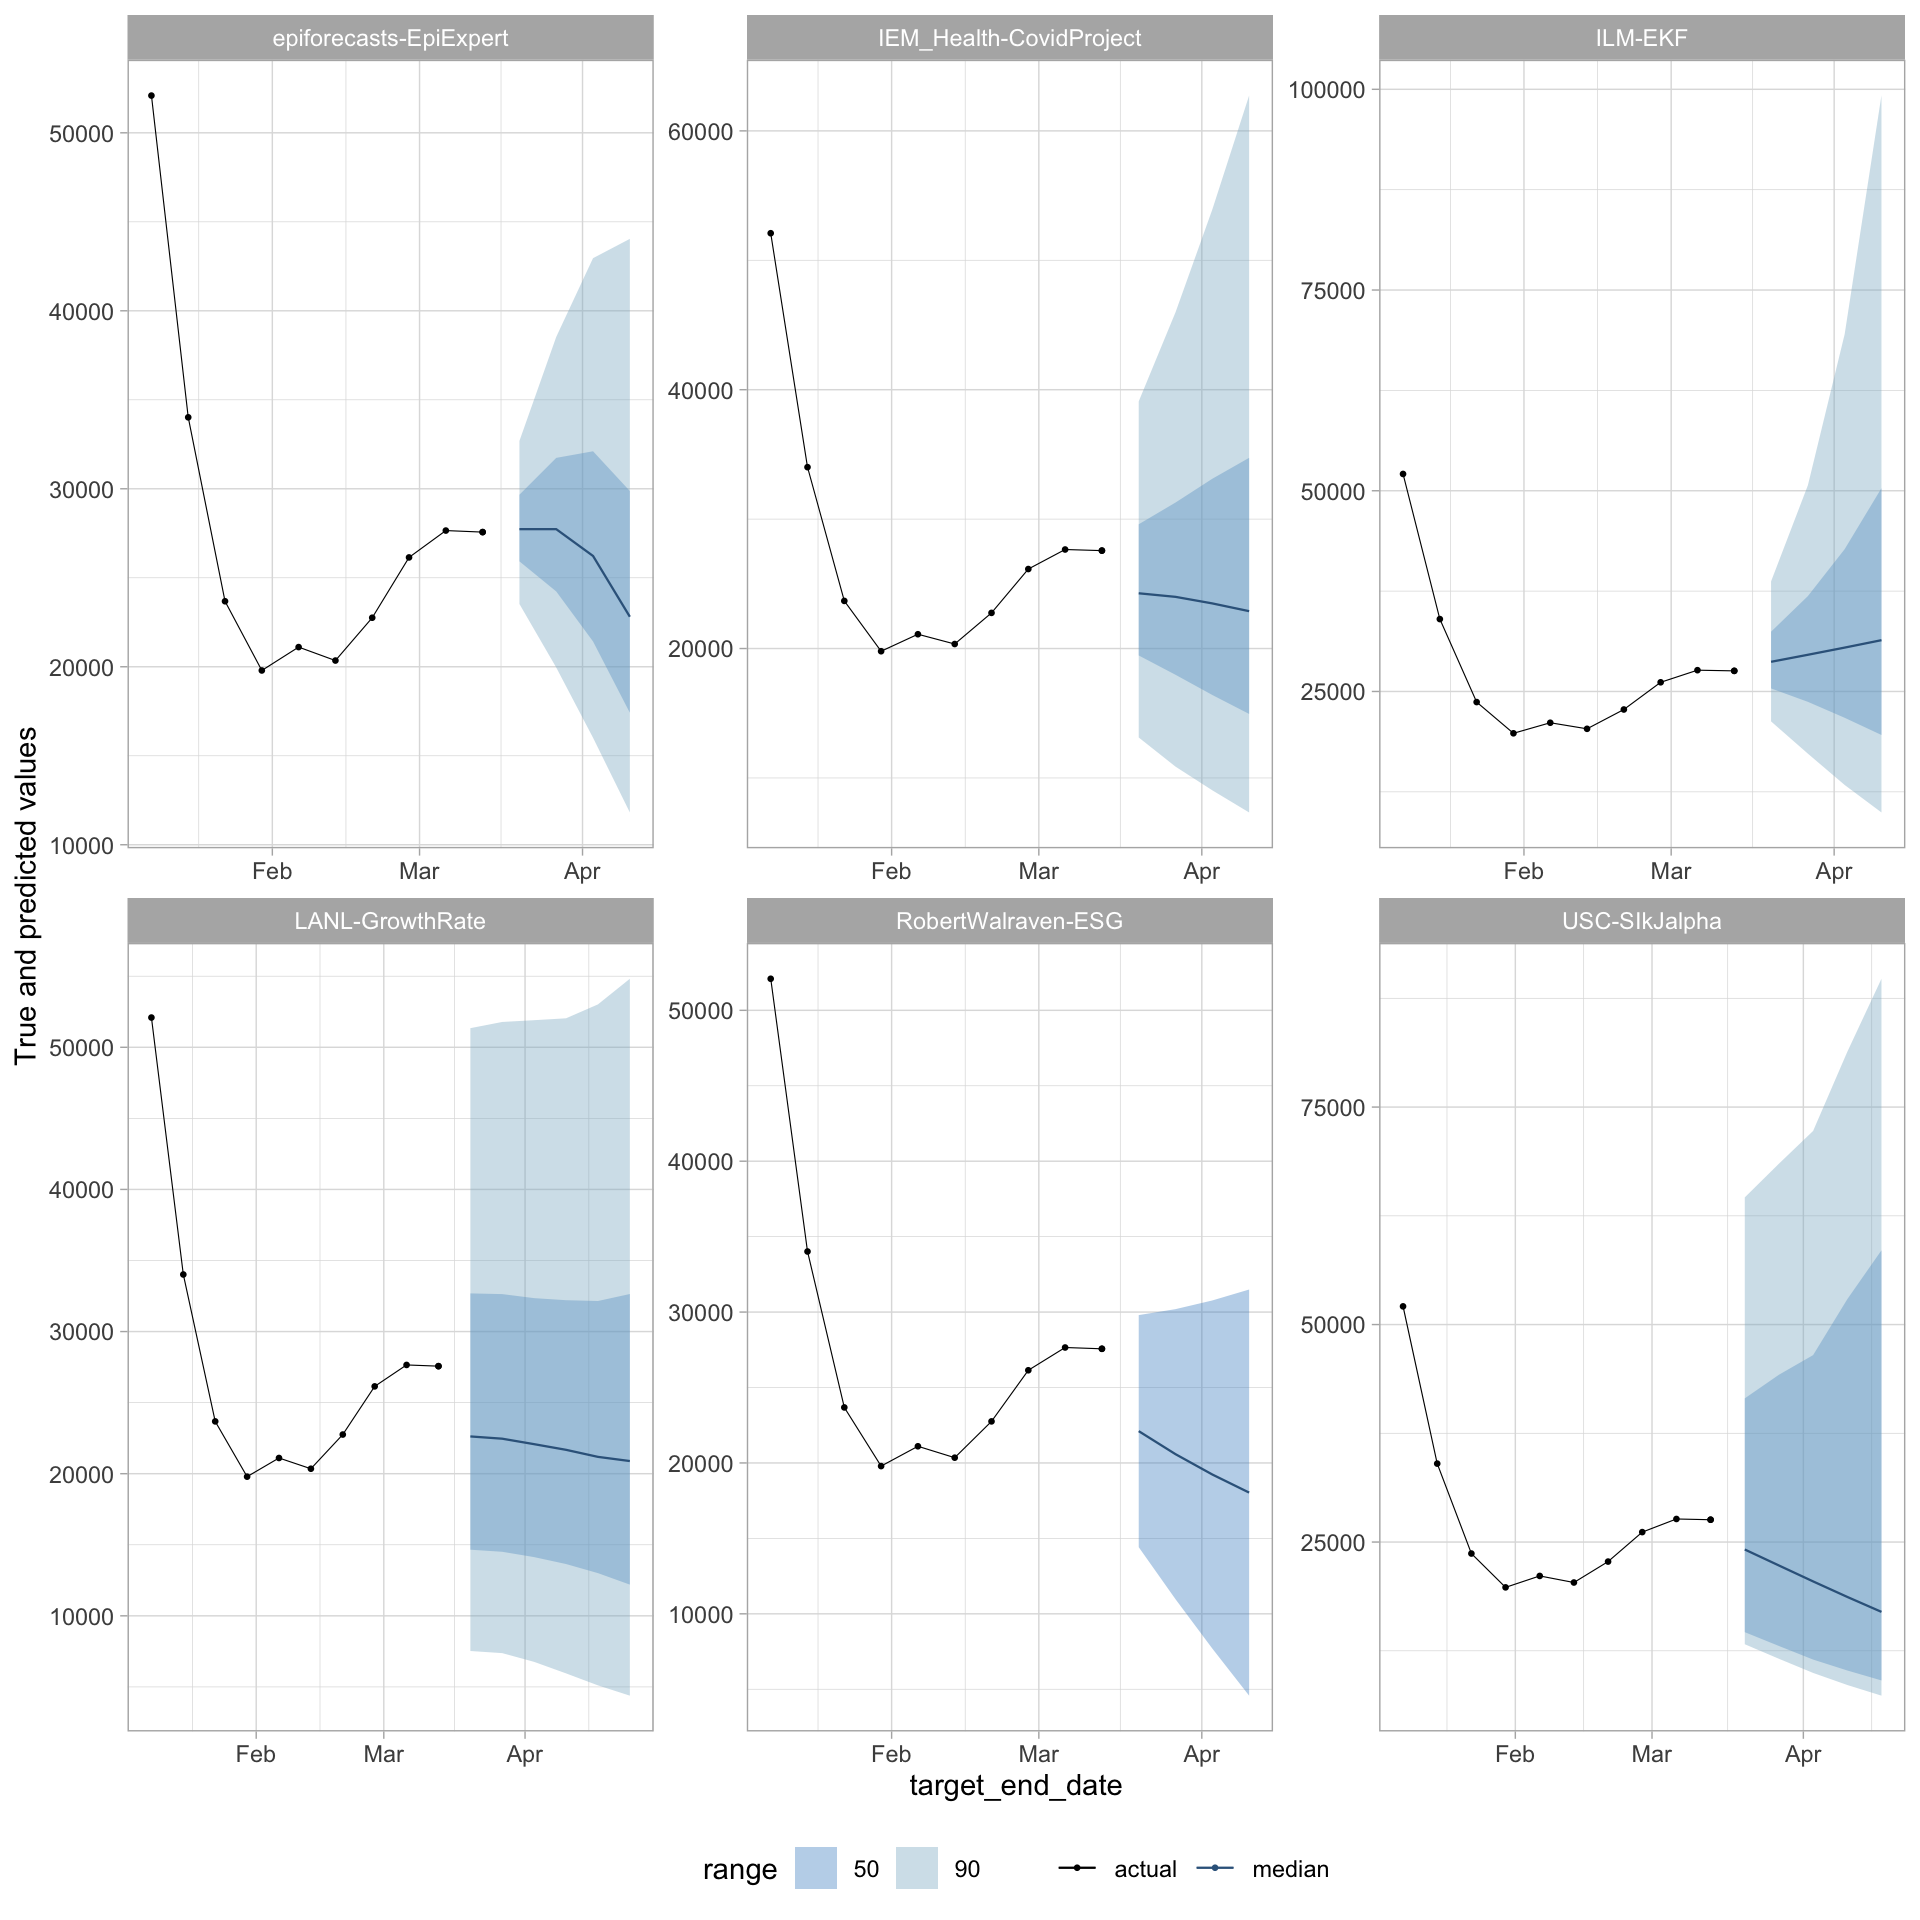 epiforecasts-EpiExpert
IEM_Health-CovidProject
ILM-EKF
50000
40000
30000
20000
10000
60000
40000
20000
100000
75000
50000
25000
Feb Mar Apr
Feb Mar Apr
Feb Mar Apr
True and predicted values
LANL-GrowthRate
RobertWalraven-ESG
USC-SIkJalpha
50000
40000
30000
20000
10000
50000
40000
30000
20000
10000
75000
50000
25000
Feb Mar Apr
Feb Mar Apr
Feb Mar Apr
target_end_date
range 50 90 actual median